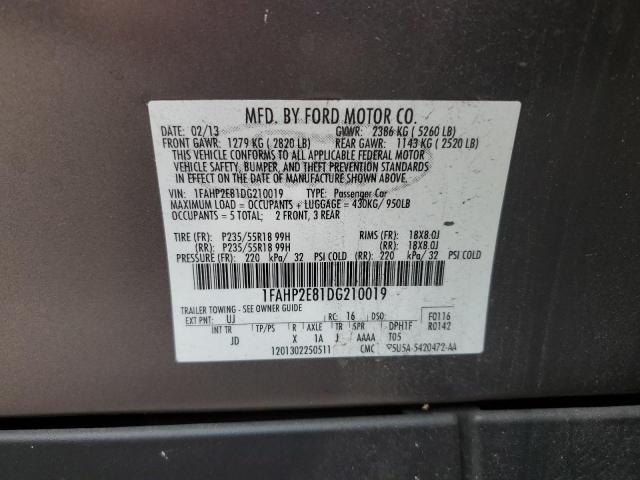 MFD. BY FORD MOTOR CO.
DATE: 02/13 GVWR: 2386 KG ( 5260 LB)
FRONT GAWR: 1279 KG ( 2820 LB) REAR GAWR: 1143 KG ( 2520 LB)
THIS VEHICLE CONFORMS TO ALL APPLICABLE FEDERAL MOTOR
VEHICLE SAFETY, BUMPER, AND THEFT PREVENTION STANDARDS
IN EFFECT ON THE DATE OF MANUFACTURE SHOWN ABOVE.
VIN: 1FAHP2E81DG210019 TYPE: Passenger Car
MAXIMUM LOAD = OCCUPANTS + LUGGAGE = 430KG/ 950LB
OCCUPANTS = 5 TOTAL; 2 FRONT, 3 REAR
TIRE (FR): P235/55R18 99H RIMS (FR): 18X8.0J
(RR): P235/55R18 99H (RR): 18X8.0J
PRESSURE (FR): 220 kPa/ 32 PSI COLD (RR): 220 kPa/ 32 PSI COLD
1FAHP2E81DG210019
TRAILER TOWING - SEE OWNER GUIDE
EXT PNT: UJ RC: 16 DSO: F0116
INT TR TP/PS R AXLE TR SPR DPH1F R0142
JD X 1A J AAAA T05
1201302250511 CMC 5U5A-5420472-AA